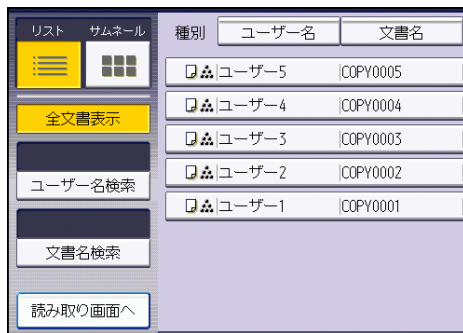 リスト サムネール
種別 ユーザー名 文書名
全文書表示
ユーザー名検索
文書名検索
読み取り画面へ
ユーザー5 COPY0005
ユーザー4 COPY0004
ユーザー3 COPY0003
ユーザー2 COPY0002
ユーザー1 COPY0001